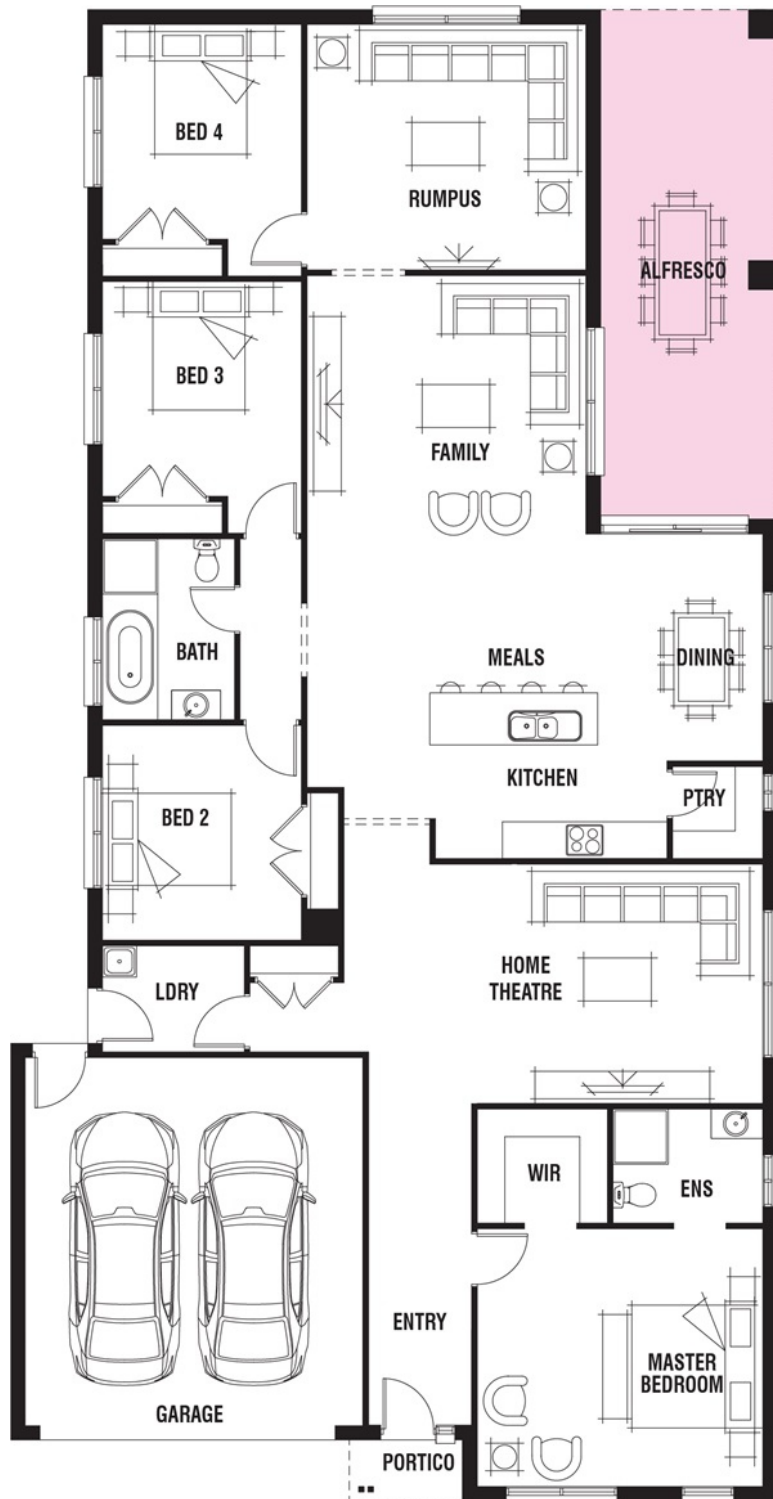 BED 4
RUMPUS
ALFRESCO
BED 3
FAMILY
BATH
MEALS
DINING
KITCHEN
PTRY
BED 2
LDRY
HOME
THEATRE
WIR
ENS
ENTRY
MASTER
BEDROOM
GARAGE
PORTICO